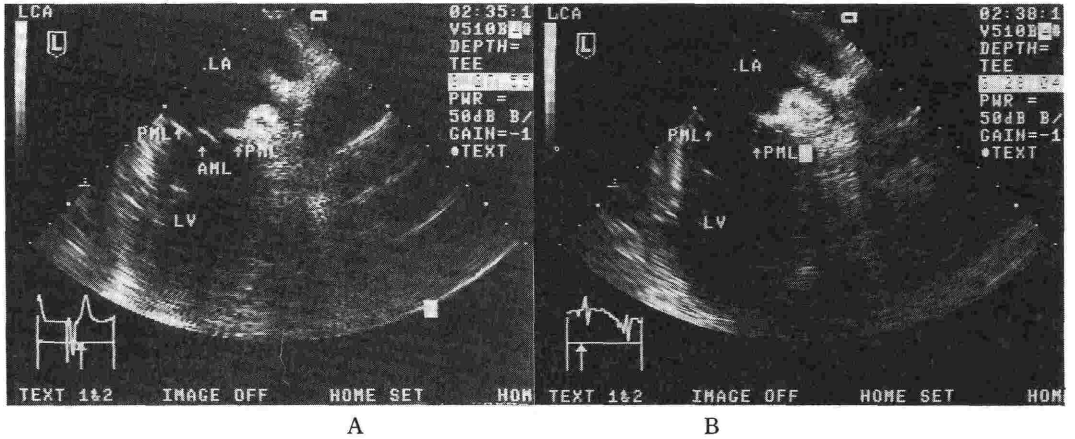 LCA
02:35:1
V510B
DEPTH=
TEE
PWR =
50dB B/
GAIN=-1
●TEXT
L
.LA
PML↑
↑
AML
↑PML
LV
TEXT 1&2 IMAGE OFF HOME SET HOM
A
LCA
02:38:1
V510B
DEPTH=
TEE
PWR =
50dB B/
GAIN=-1
●TEXT
L
.LA
PML↑
↑PML
LV
TEXT 1&2 IMAGE OFF HOME SET HOM
B